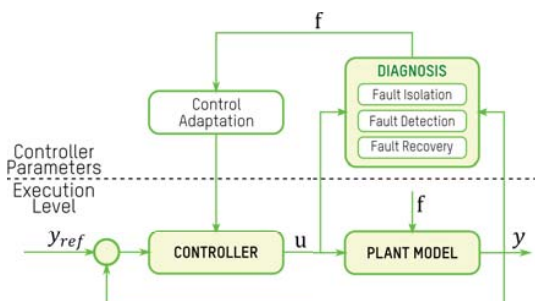 f
DIAGNOSIS
Fault Isolation
Fault Detection
Fault Recovery
Control
Adaptation
Controller
Parameters
Execution
Level
f
y_ref
CONTROLLER
u
PLANT MODEL
y